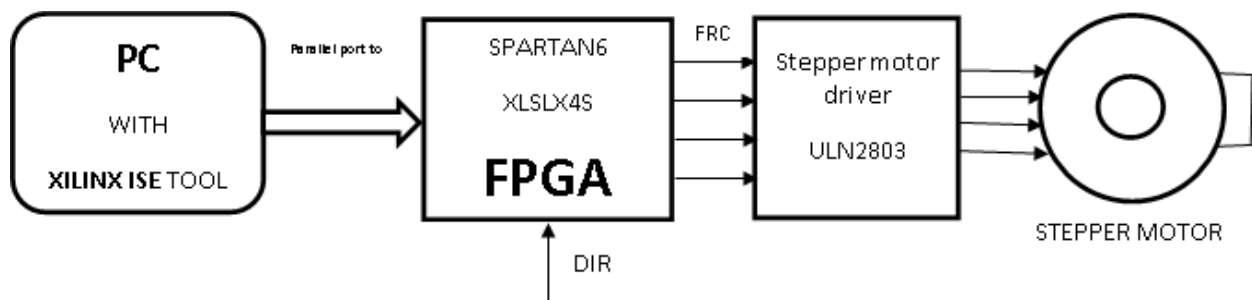 PC
WITH
XILINX ISE TOOL
Parallel port to
SPARTAN6
XLSLX4S
FPGA
DIR
FRC
Stepper motor
driver
ULN2803
STEPPER MOTOR